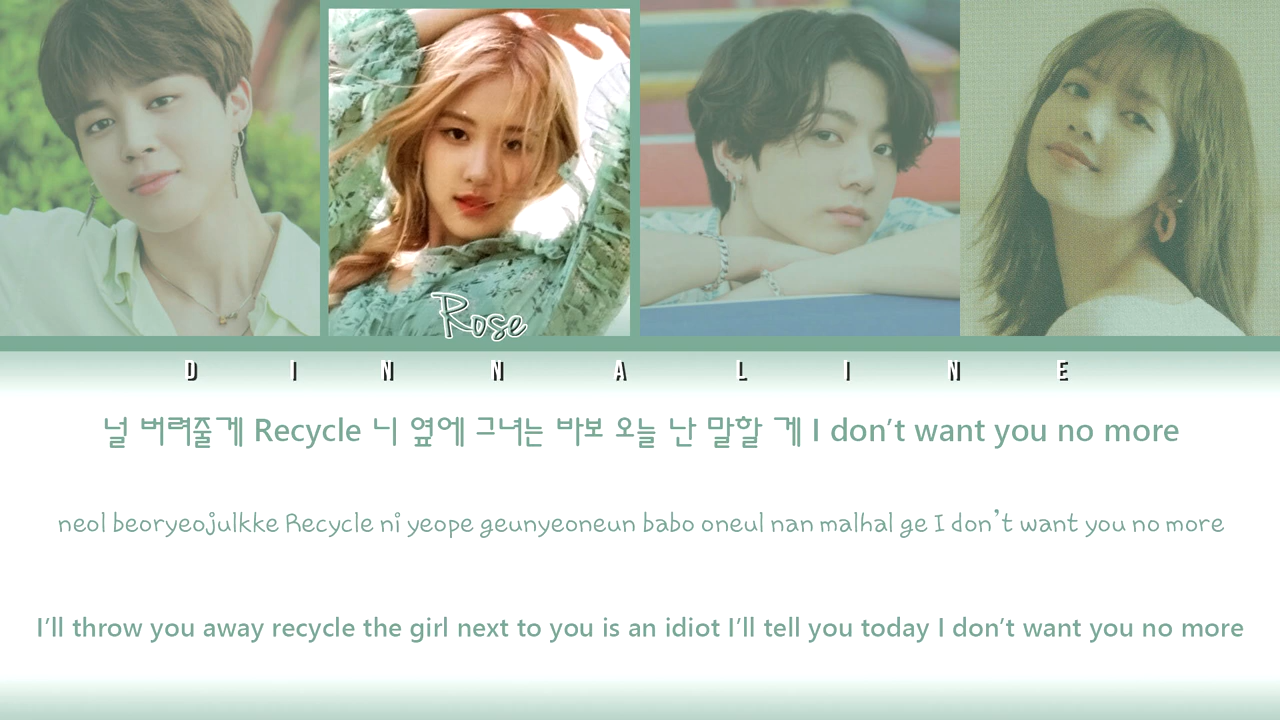 Rose
D I N N A L I N E
널 버려줄게 Recycle 니 옆에 그녀는 바보 오늘 난 말할 게 I don't want you no more
neol beoryeojulkke Recycle ni yeope geunyeoneun babo oneul nan malhal ge I don't want you no more
I'll throw you away recycle the girl next to you is an idiot I'll tell you today I don't want you no more